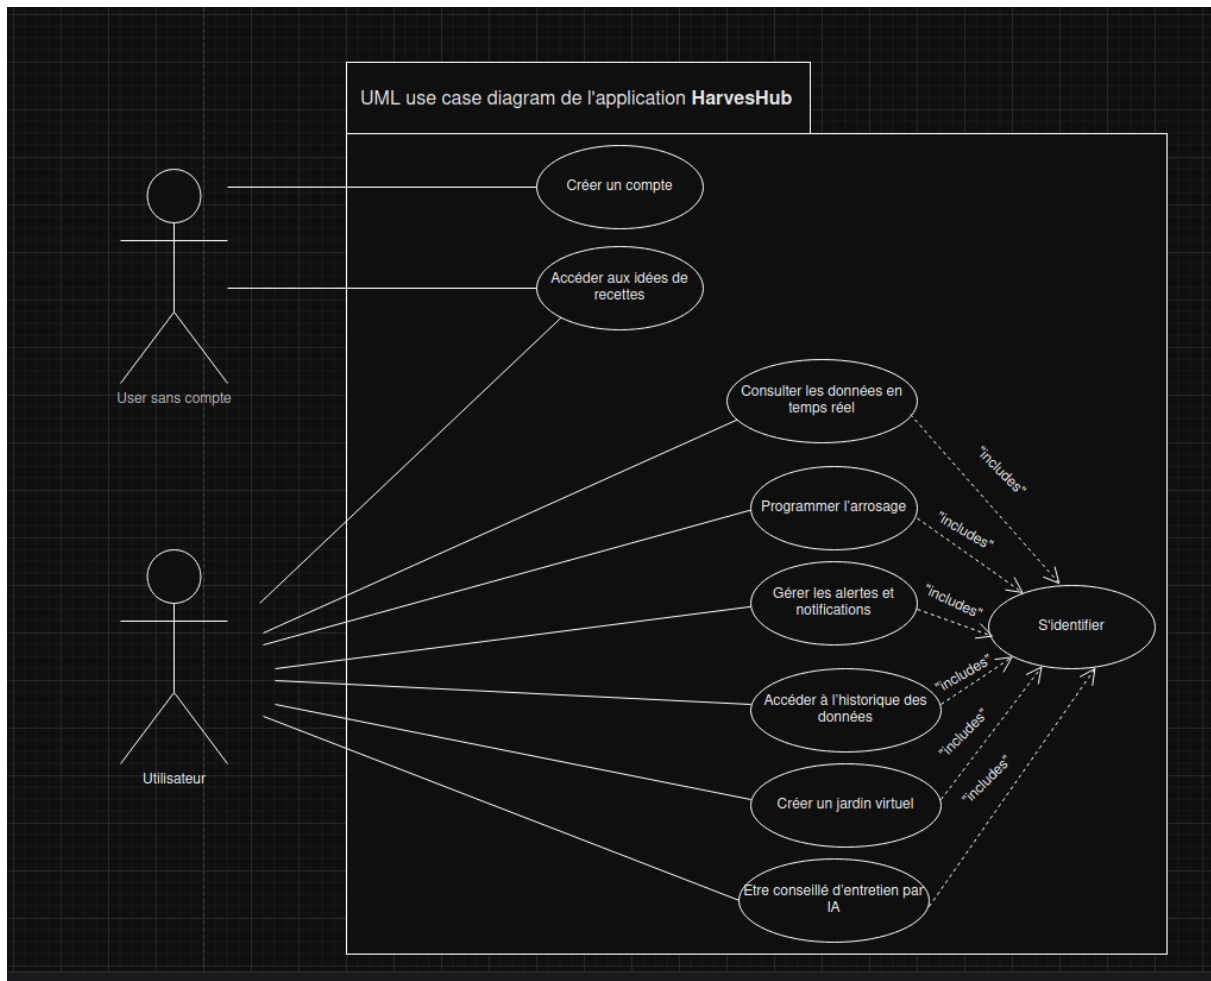 UML use case diagram de l'application HarvesHub
Créer un compte
Accéder aux idées de
recettes
User sans compte
Consulter les données en
temps réel
"includes"
Programmer l'arrosage
"includes"
Gérer les alertes et
notifications
"includes"
S'identifier
Accéder à l'historique des
données
"includes"
Utilisateur
Créer un jardin virtuel
"includes"
"includes"
Être conseillé d'entretien par
IA